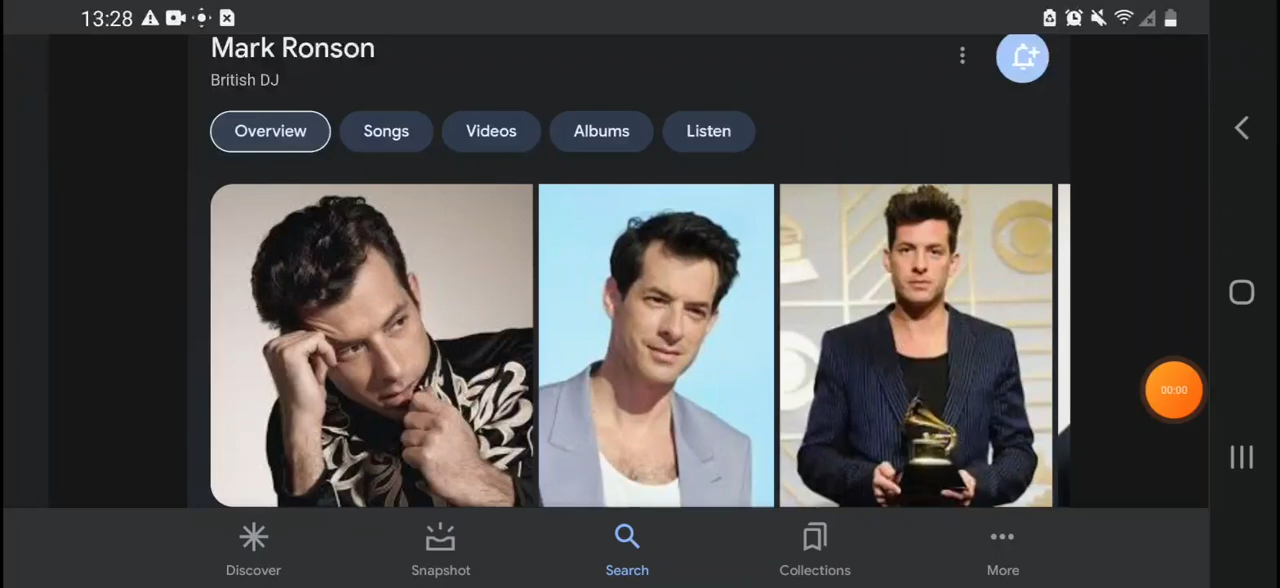 13:28
Mark Ronson
British DJ
Overview Songs Videos Albums Listen
00:00
Discover Snapshot Search Collections More